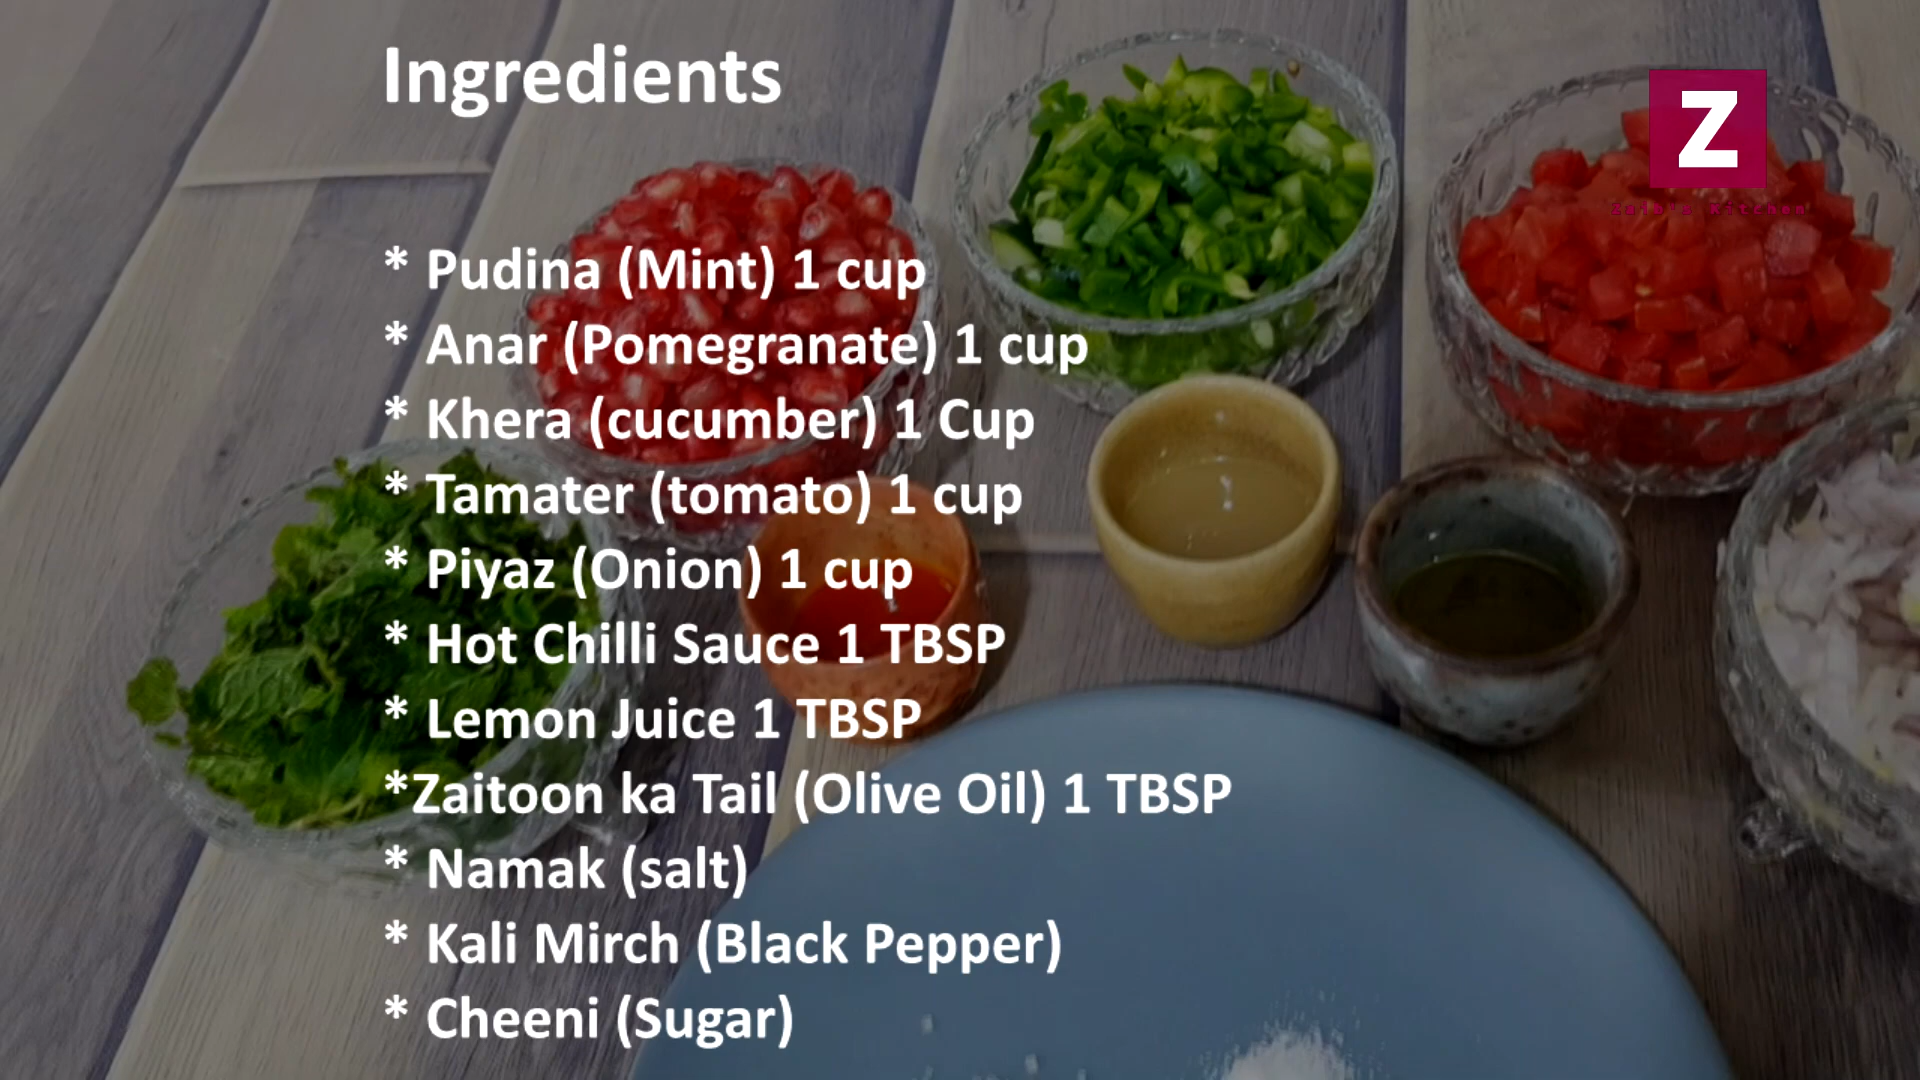 Ingredients
Z
Zaib's Kitchen
* Pudina (Mint) 1 cup
* Anar (Pomegranate) 1 cup
* Khera (cucumber) 1 Cup
* Tamater (tomato) 1 cup
* Piyaz (Onion) 1 cup
* Hot Chilli Sauce 1 TBSP
* Lemon Juice 1 TBSP
*Zaitoon ka Tail (Olive Oil) 1 TBSP
* Namak (salt)
* Kali Mirch (Black Pepper)
* Cheeni (Sugar)